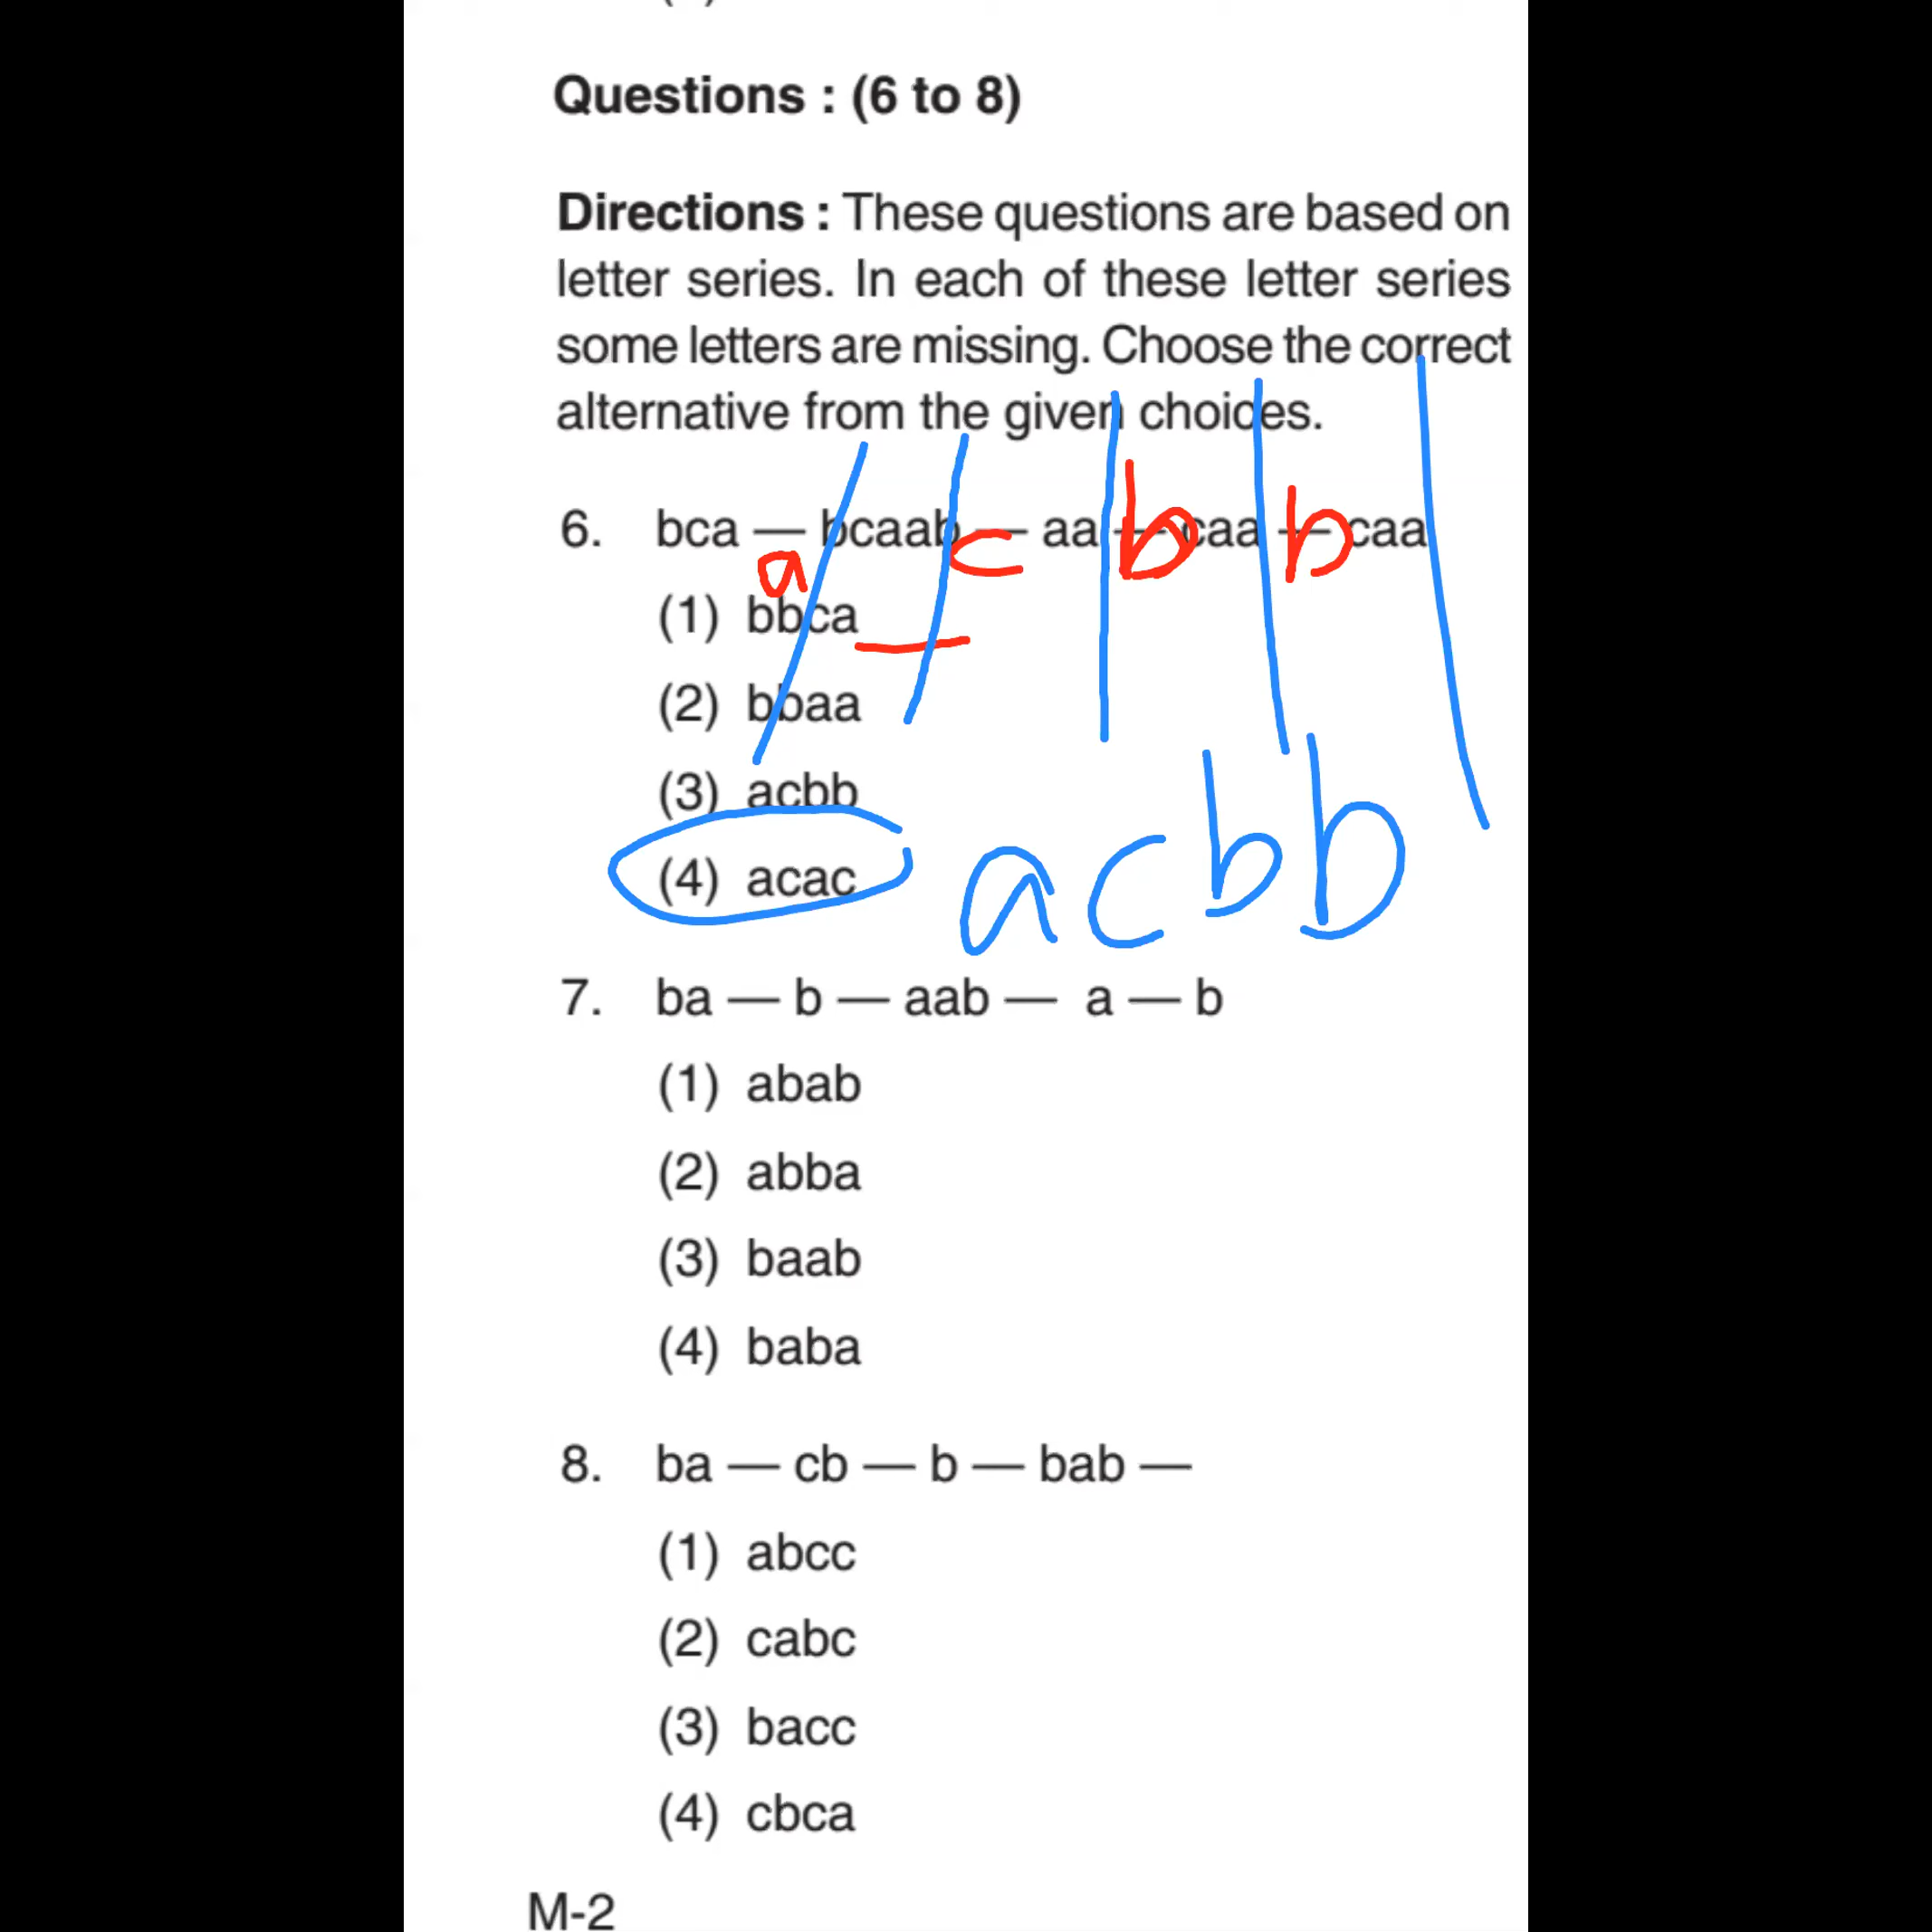 Questions : (6 to 8)
Directions : These questions are based on
letter series. In each of these letter series
some letters are missing. Choose the correct
alternative from the given choices.
6. bca — bcaab — aa — caa — caa
a c b b
(1) bbca
(2) bbaa
(3) acbb
(4) acac
acbb
7. ba — b — aab — a — b
(1) abab
(2) abba
(3) baab
(4) baba
8. ba — cb — b — bab —
(1) abcc
(2) cabc
(3) bacc
(4) cbca
M-2